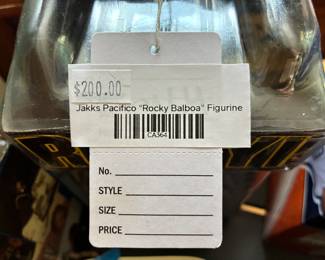 $200.00
Jakks Pacifico "Rocky Balboa" Figurine
CA364
No.
STYLE
SIZE
PRICE